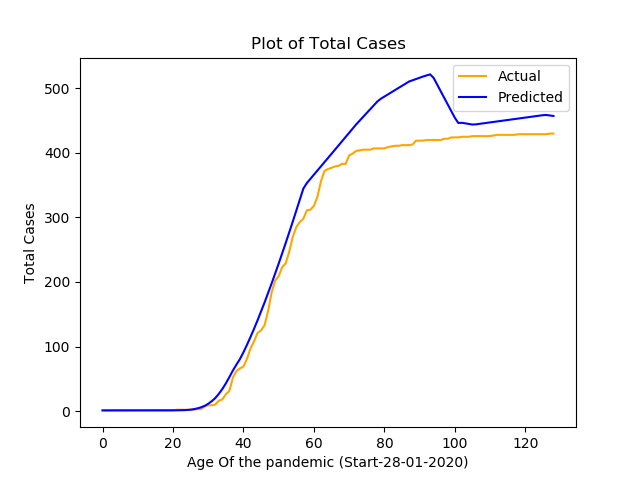 Plot of Total Cases
Actual
Predicted
500
400
300
200
100
0
Total Cases
0 20 40 60 80 100 120
Age Of the pandemic (Start-28-01-2020)